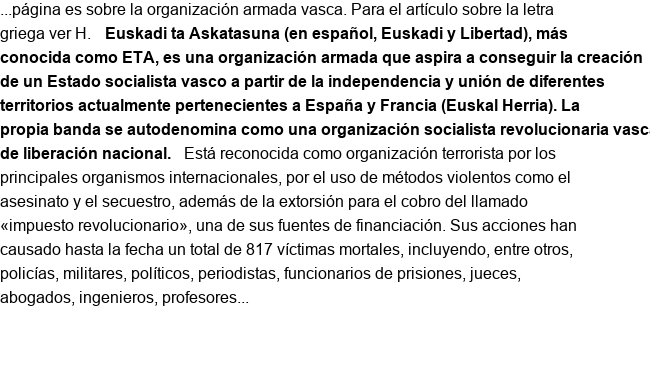 ...página es sobre la organización armada vasca. Para el artículo sobre la letra
griega ver Η. Euskadi ta Askatasuna (en español, Euskadi y Libertad), más
conocida como ETA, es una organización armada que aspira a conseguir la creación
de un Estado socialista vasco a partir de la independencia y unión de diferentes
territorios actualmente pertenecientes a España y Francia (Euskal Herria). La
propia banda se autodenomina como una organización socialista revolucionaria vasc
de liberación nacional. Está reconocida como organización terrorista por los
principales organismos internacionales, por el uso de métodos violentos como el
asesinato y el secuestro, además de la extorsión para el cobro del llamado
«impuesto revolucionario», una de sus fuentes de financiación. Sus acciones han
causado hasta la fecha un total de 817 víctimas mortales, incluyendo, entre otros,
policías, militares, políticos, periodistas, funcionarios de prisiones, jueces,
abogados, ingenieros, profesores...